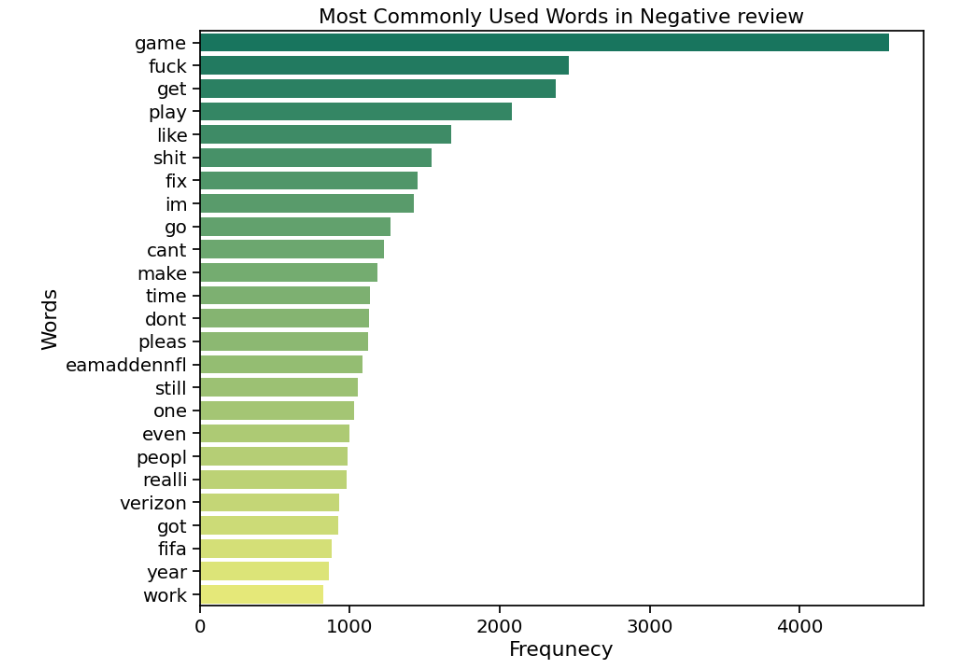 Most Commonly Used Words in Negative review
game
fuck
get
play
like
shit
fix
im
go
cant
make
time
dont
pleas
eamaddennfl
still
one
even
peopl
realli
verizon
got
fifa
year
work
Words
0 1000 2000 3000 4000
Frequnecy